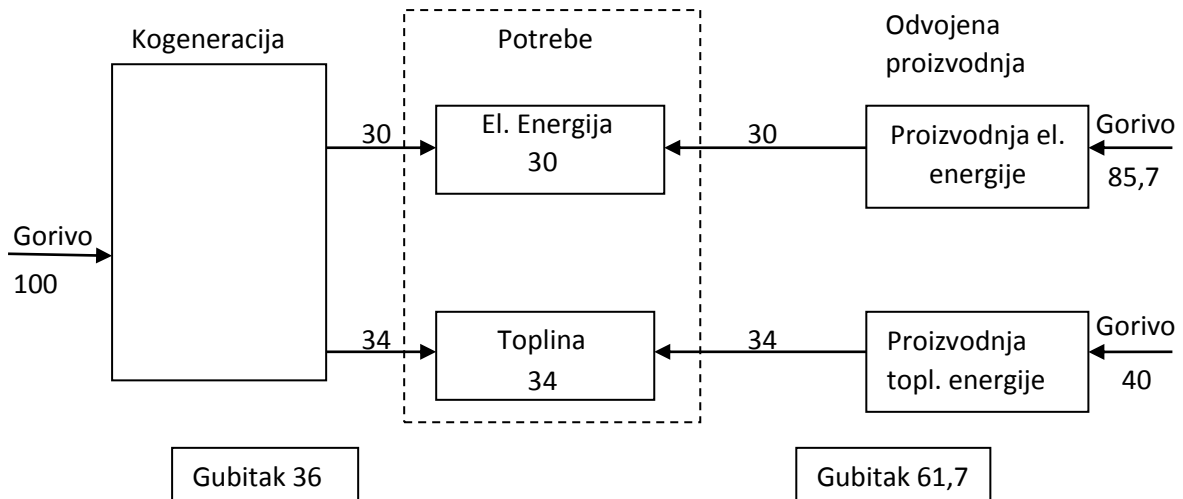 Kogeneracija
Potrebe
Odvojena
proizvodnja
30
El. Energija
30
30
Proizvodnja el.
energije
Gorivo
85,7
Gorivo
100
34
Toplina
34
34
Proizvodnja
topl. energije
Gorivo
40
Gubitak 36
Gubitak 61,7